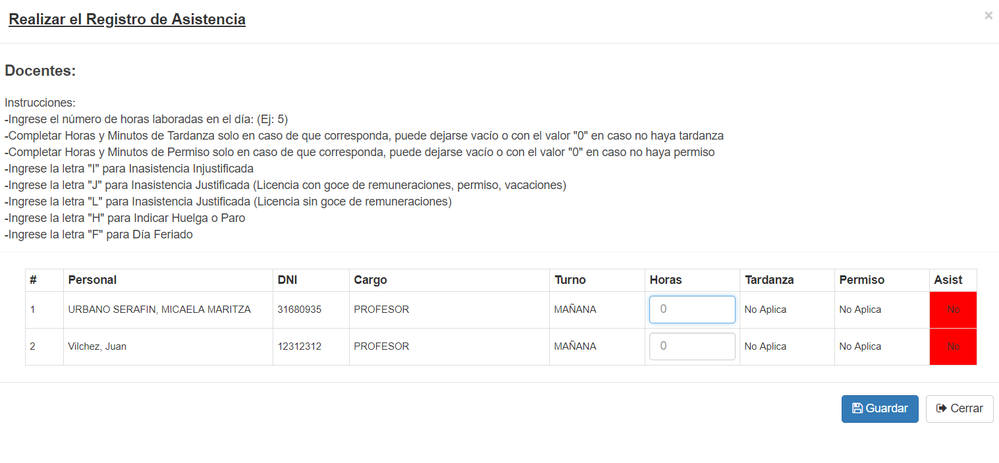 Realizar el Registro de Asistencia ×
Docentes:
Instrucciones:
-Ingrese el número de horas laboradas en el día: (Ej: 5)
-Completar Horas y Minutos de Tardanza solo en caso de que corresponda, puede dejarse vacío o con el valor "0" en caso no haya tardanza
-Completar Horas y Minutos de Permiso solo en caso de que corresponda, puede dejarse vacío o con el valor "0" en caso no haya permiso
-Ingrese la letra "I" para Inasistencia Injustificada
-Ingrese la letra "J" para Inasistencia Justificada (Licencia con goce de remuneraciones, permiso, vacaciones)
-Ingrese la letra "L" para Inasistencia Justificada (Licencia sin goce de remuneraciones)
-Ingrese la letra "H" para Indicar Huelga o Paro
-Ingrese la letra "F" para Día Feriado
# Personal DNI Cargo Turno Horas Tardanza Permiso Asist
1 URBANO SERAFIN, MICAELA MARITZA 31680935 PROFESOR MAÑANA 0 No Aplica No Aplica No
2 Vilchez, Juan 12312312 PROFESOR MAÑANA 0 No Aplica No Aplica No
Guardar Cerrar